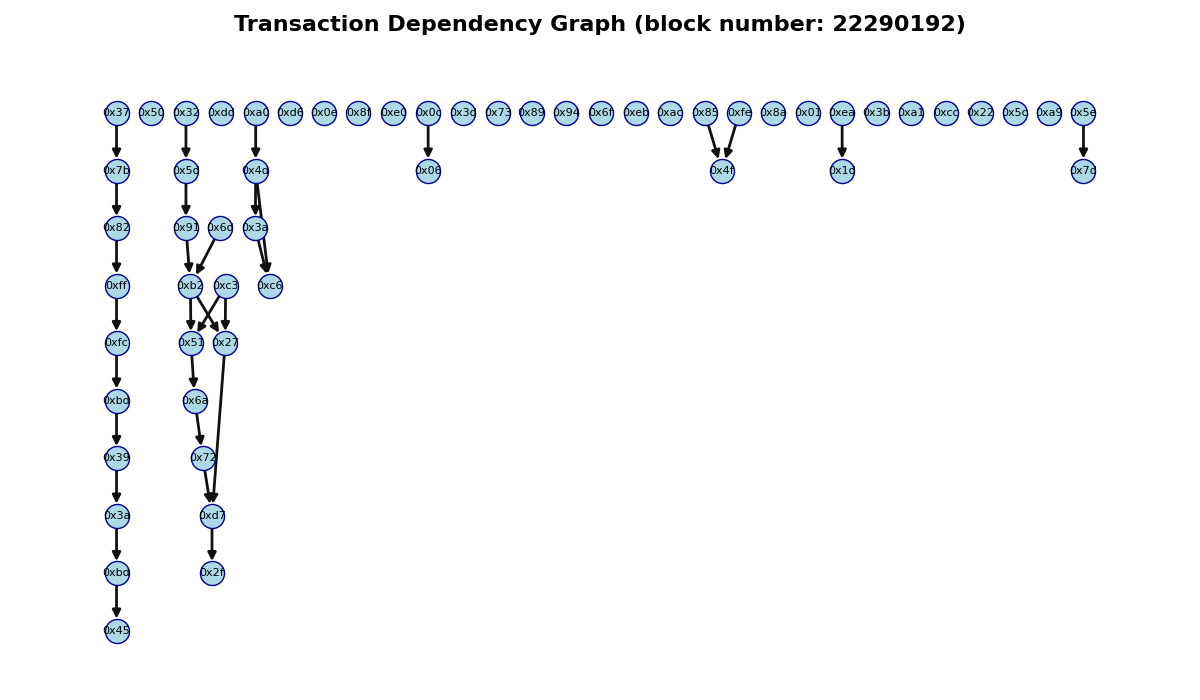 Transaction Dependency Graph (block number: 22290192)
0x37 0x50 0x32 0xdd 0xa0 0xd6 0x0e 0x8f 0xe0 0x0c 0x3d 0x73 0x89 0x94 0x6f 0xeb 0xac 0x85 0xfe 0x8a 0x01 0xea 0x3b 0xa1 0xcc 0x22 0x5c 0xa9 0x5e
0x7b 0x5d 0x4d 0x06 0x4f 0x1d 0x7d
0x82 0x91 0x6d 0x3a
0xff 0xb2 0xc3 0xc6
0xfc 0x51 0x27
0xbd 0x6a
0x39 0x72
0x3a 0xd7
0xbd 0x2f
0x45